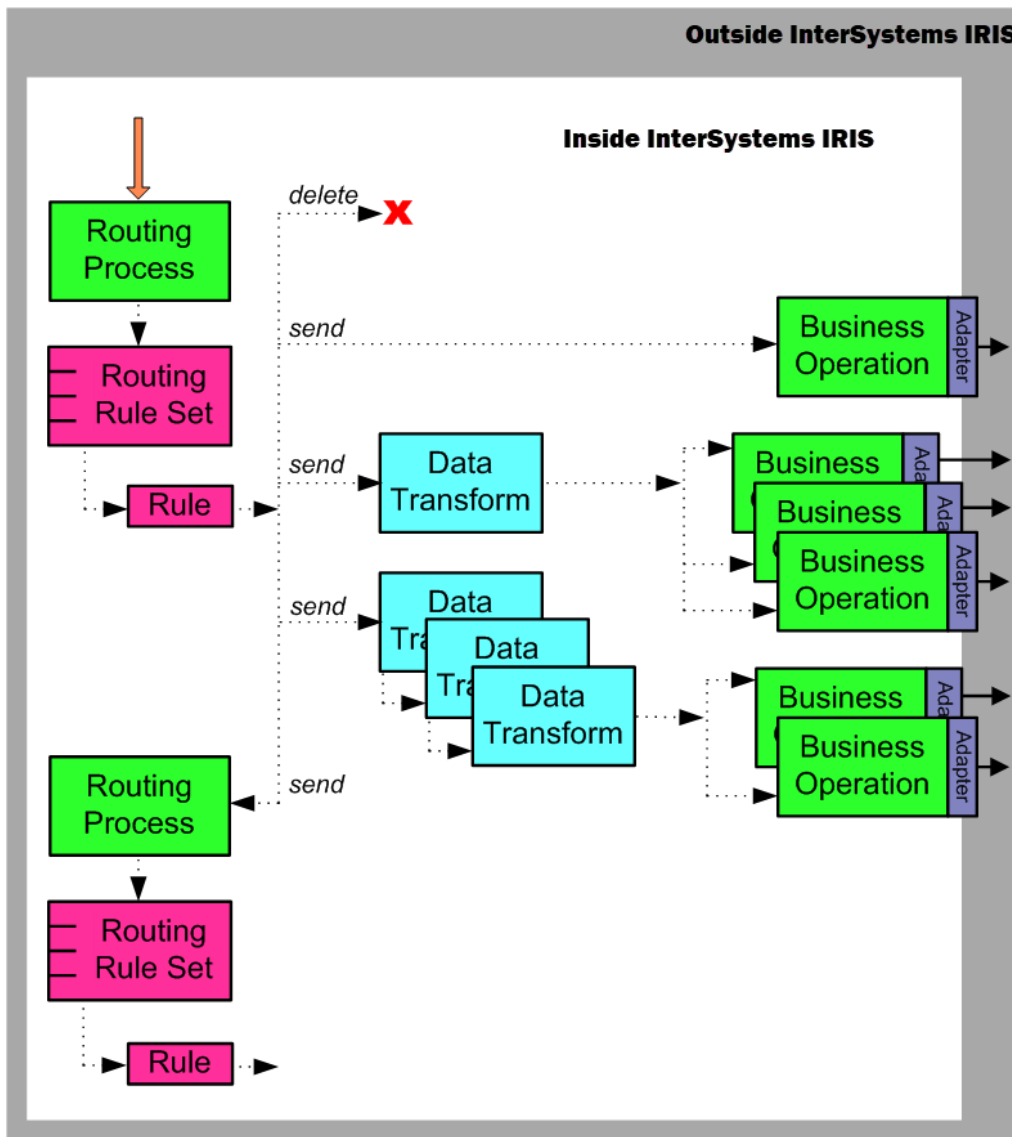 Outside InterSystems IRIS
Inside InterSystems IRIS
delete
X
Routing
Process
send
Business
Operation
Adapter
Routing
Rule Set
send
Data
Transform
Business
Rule
Business
Business
Operation
Adapter
send
Data
Data
Data
Transform
Business
Business
Operation
Adapter
send
Routing
Process
Routing
Rule Set
Rule